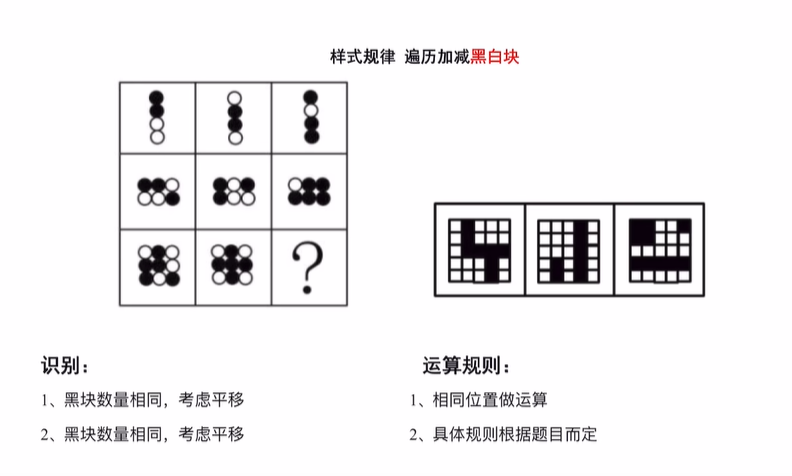 样式规律 遍历加减黑白块
?
识别：
1、黑块数量相同，考虑平移
2、黑块数量相同，考虑平移
运算规则：
1、相同位置做运算
2、具体规则根据题目而定